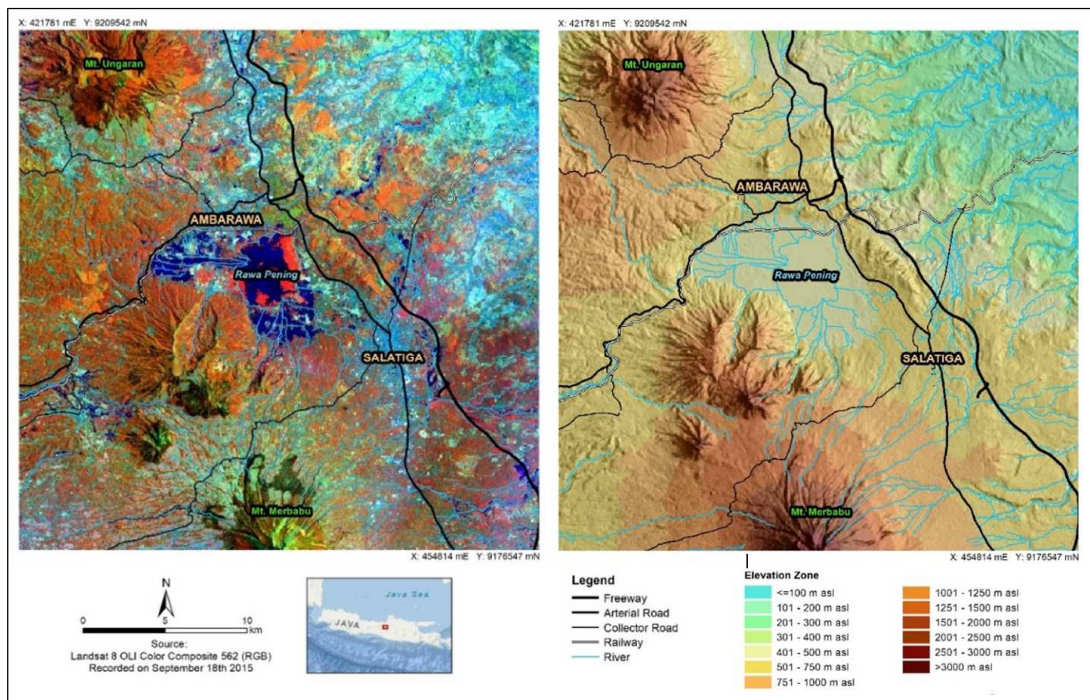 X: 421781 mE   Y: 9209542 mN
Mt. Ungaran
AMBARAWA
Rawa Pening
SALATIGA
Mt. Merbabu
X: 454814 mE   Y: 9176547 mN
X: 421781 mE   Y: 9209542 mN
Mt. Ungaran
AMBARAWA
Rawa Pening
SALATIGA
Mt. Merbabu
X: 454814 mE   Y: 9176547 mN
N
0 5 10
km
Source:
Landsat 8 OLI Color Composite 562 (RGB)
Recorded on September 18th 2015
Java Sea
JAVA
Legend
Freeway
Arterial Road
Collector Road
Railway
River
Elevation Zone
<=100 m asl
101 - 200 m asl
201 - 300 m asl
301 - 400 m asl
401 - 500 m asl
501 - 750 m asl
751 - 1000 m asl
1001 - 1250 m asl
1251 - 1500 m asl
1501 - 2000 m asl
2001 - 2500 m asl
2501 - 3000 m asl
>3000 m asl